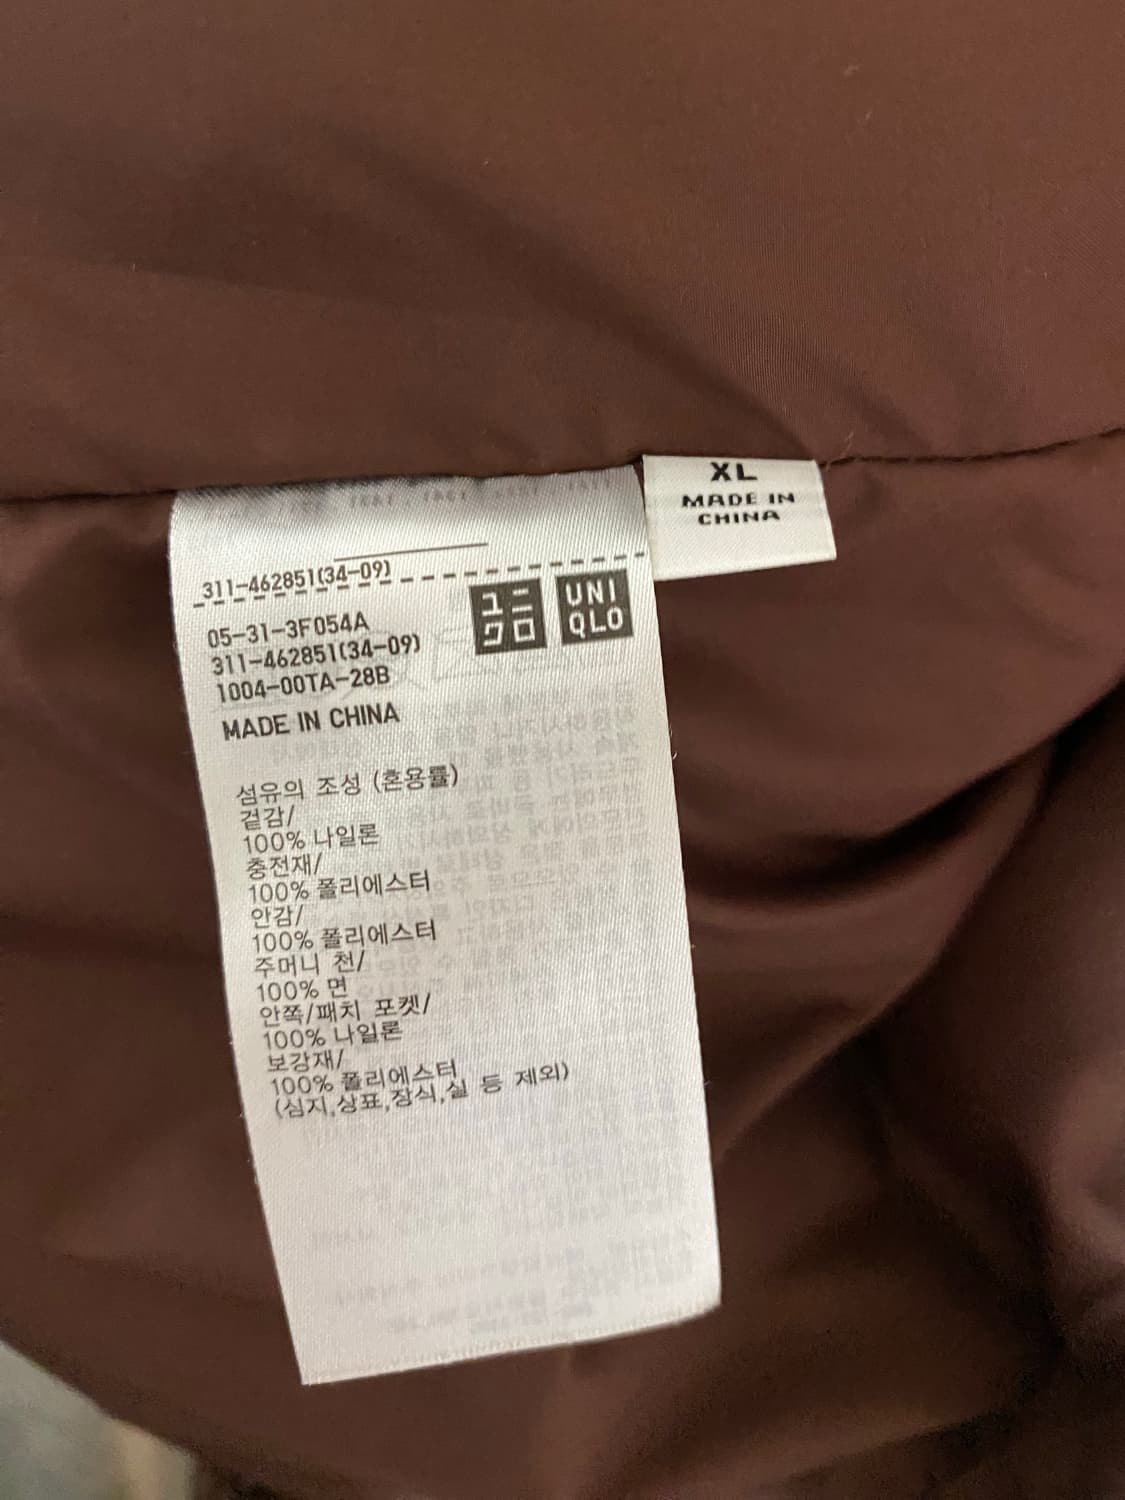 XL
MADE IN
CHINA
311-462851(34-09)
ユニ
クロ
UNI
QLO
05-31-3F054A
311-462851(34-09)
1004-00TA-28B
MADE IN CHINA
섬유의 조성 (혼용률)
겉감/
100% 나일론
충전재/
100% 폴리에스터
안감/
100% 폴리에스터
주머니 천/
100% 면
안쪽/패치 포켓/
100% 나일론
보강재/
100% 폴리에스터
(심지,상표,장식,실 등 제외)